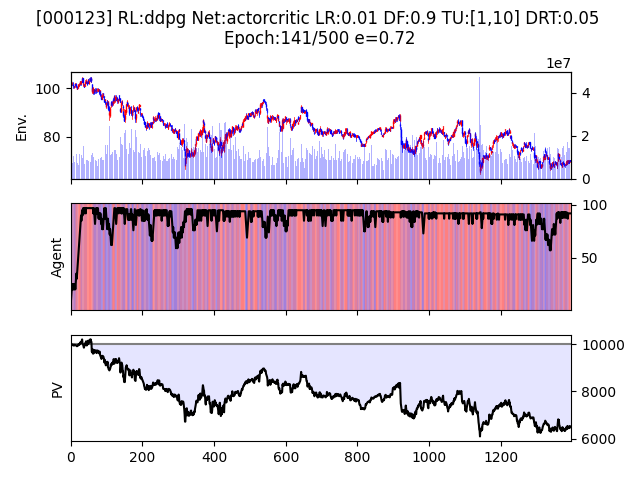 [000123] RL:ddpg Net:actorcritic LR:0.01 DF:0.9 TU:[1,10] DRT:0.05
Epoch:141/500 e=0.72
1e7
100
80
Env.
4
2
0
Agent
100
50
PV
10000
8000
6000
0 200 400 600 800 1000 1200